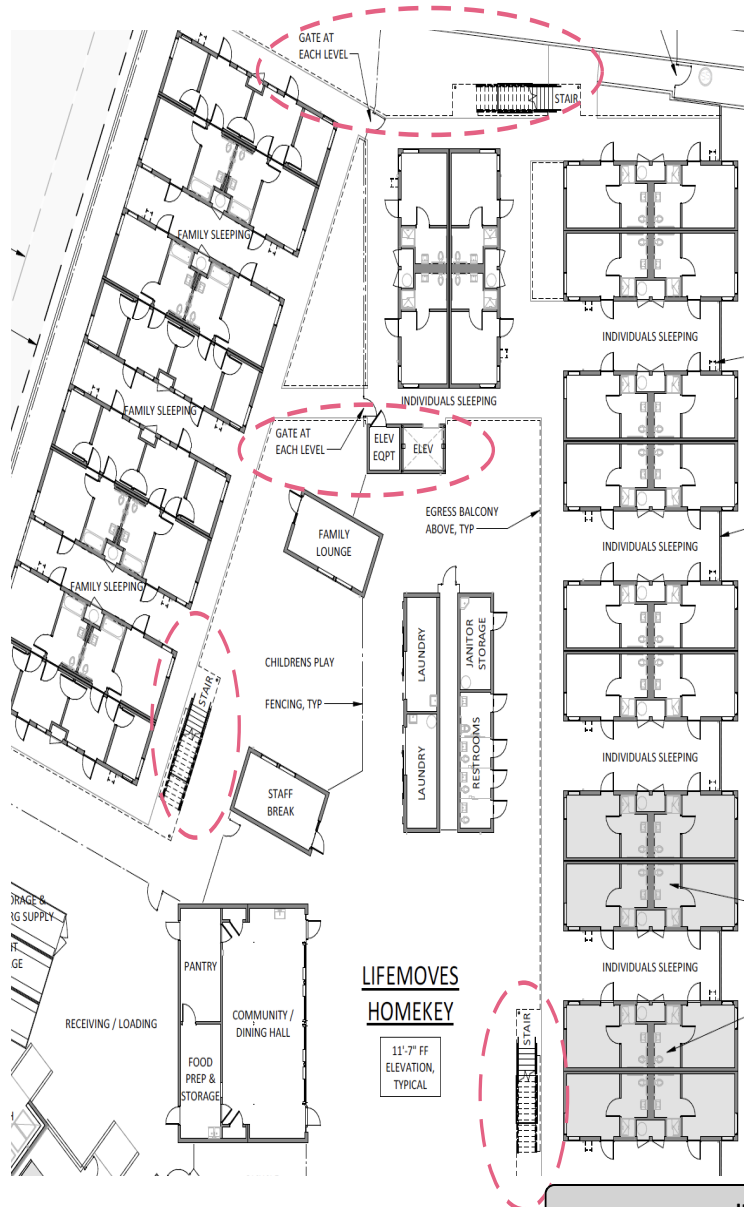 GATE AT
EACH LEVEL
STAIR
FAMILY SLEEPING
INDIVIDUALS SLEEPING
FAMILY SLEEPING
INDIVIDUALS SLEEPING
GATE AT
EACH LEVEL
ELEV
EQPT
ELEV
EGRESS BALCONY
ABOVE, TYP
FAMILY
LOUNGE
INDIVIDUALS SLEEPING
FAMILY SLEEPING
LAUNDRY
JANITOR
STORAGE
CHILDRENS PLAY
STAIR
FENCING, TYP
LAUNDRY
RESTROOMS
INDIVIDUALS SLEEPING
STAFF
BREAK
SUPPLY
PANTRY
LIFEMOVES
HOMEKEY
INDIVIDUALS SLEEPING
RECEIVING / LOADING
COMMUNITY /
DINING HALL
STAIR
11'-7" FF
ELEVATION,
TYPICAL
FOOD
PREP &
STORAGE